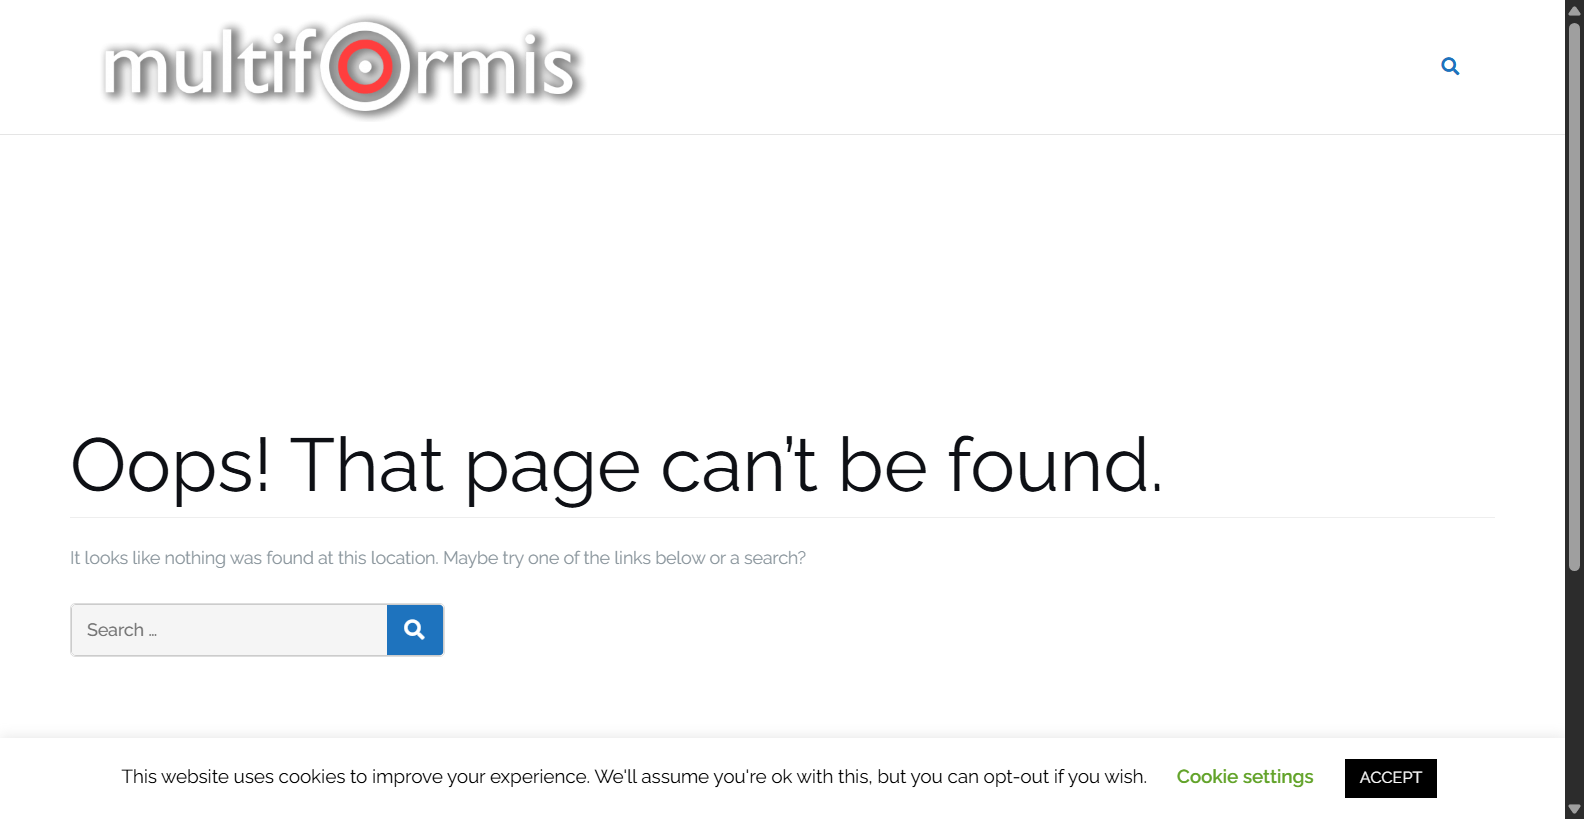 multiformis
Oops! That page can’t be found.
It looks like nothing was found at this location. Maybe try one of the links below or a search?
Search …
This website uses cookies to improve your experience. We'll assume you're ok with this, but you can opt-out if you wish. Cookie settings ACCEPT